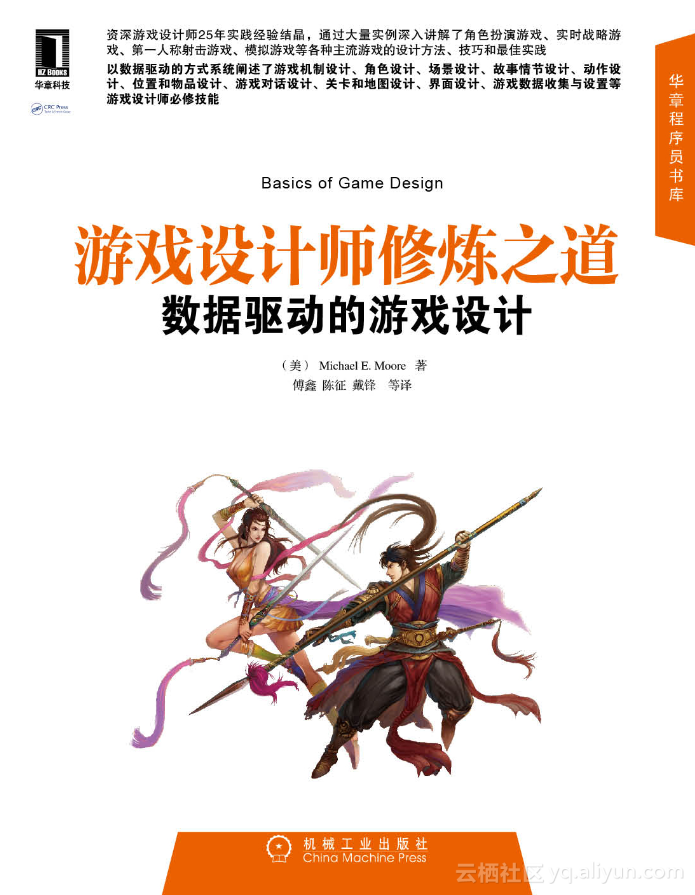 资深游戏设计师25年实践经验结晶，通过大量实例深入讲解了角色扮演游戏、实时战略游
戏、第一人称射击游戏、模拟游戏等各种主流游戏的设计方法、技巧和最佳实践
以数据驱动的方式系统阐述了游戏机制设计、角色设计、场景设计、故事情节设计、动作设
计、位置和物品设计、游戏对话设计、关卡和地图设计、界面设计、游戏数据收集与设置等
游戏设计师必修技能
HZ BOOKS
华章科技
CRC Press
华章程序员书库
Basics of Game Design
游戏设计师修炼之道
数据驱动的游戏设计
（美） Michael E. Moore 著
傅鑫 陈征 戴锋 等译
机械工业出版社
China Machine Press
云栖社区 yq.aliyun.com